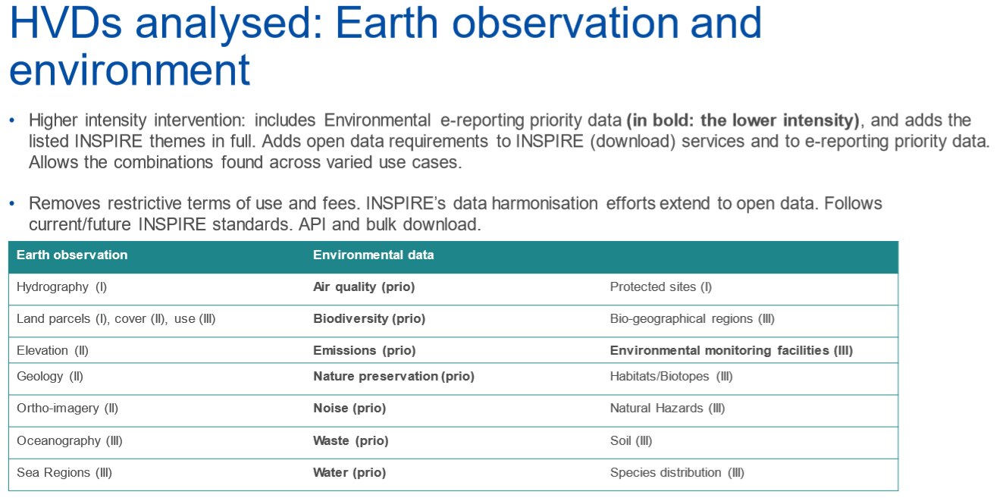 HVDs analysed: Earth observation and
environment
• Higher intensity intervention: includes Environmental e-reporting priority data (in bold: the lower intensity), and adds the
listed INSPIRE themes in full. Adds open data requirements to INSPIRE (download) services and to e-reporting priority data.
Allows the combinations found across varied use cases.
• Removes restrictive terms of use and fees. INSPIRE's data harmonisation efforts extend to open data. Follows
current/future INSPIRE standards. API and bulk download.
Earth observation Environmental data
Hydrography (I) Air quality (prio) Protected sites (I)
Land parcels (I), cover (II), use (III) Biodiversity (prio) Bio-geographical regions (III)
Elevation (II) Emissions (prio) Environmental monitoring facilities (III)
Geology (II) Nature preservation (prio) Habitats/Biotopes (III)
Ortho-imagery (II) Noise (prio) Natural Hazards (III)
Oceanography (III) Waste (prio) Soil (III)
Sea Regions (III) Water (prio) Species distribution (III)